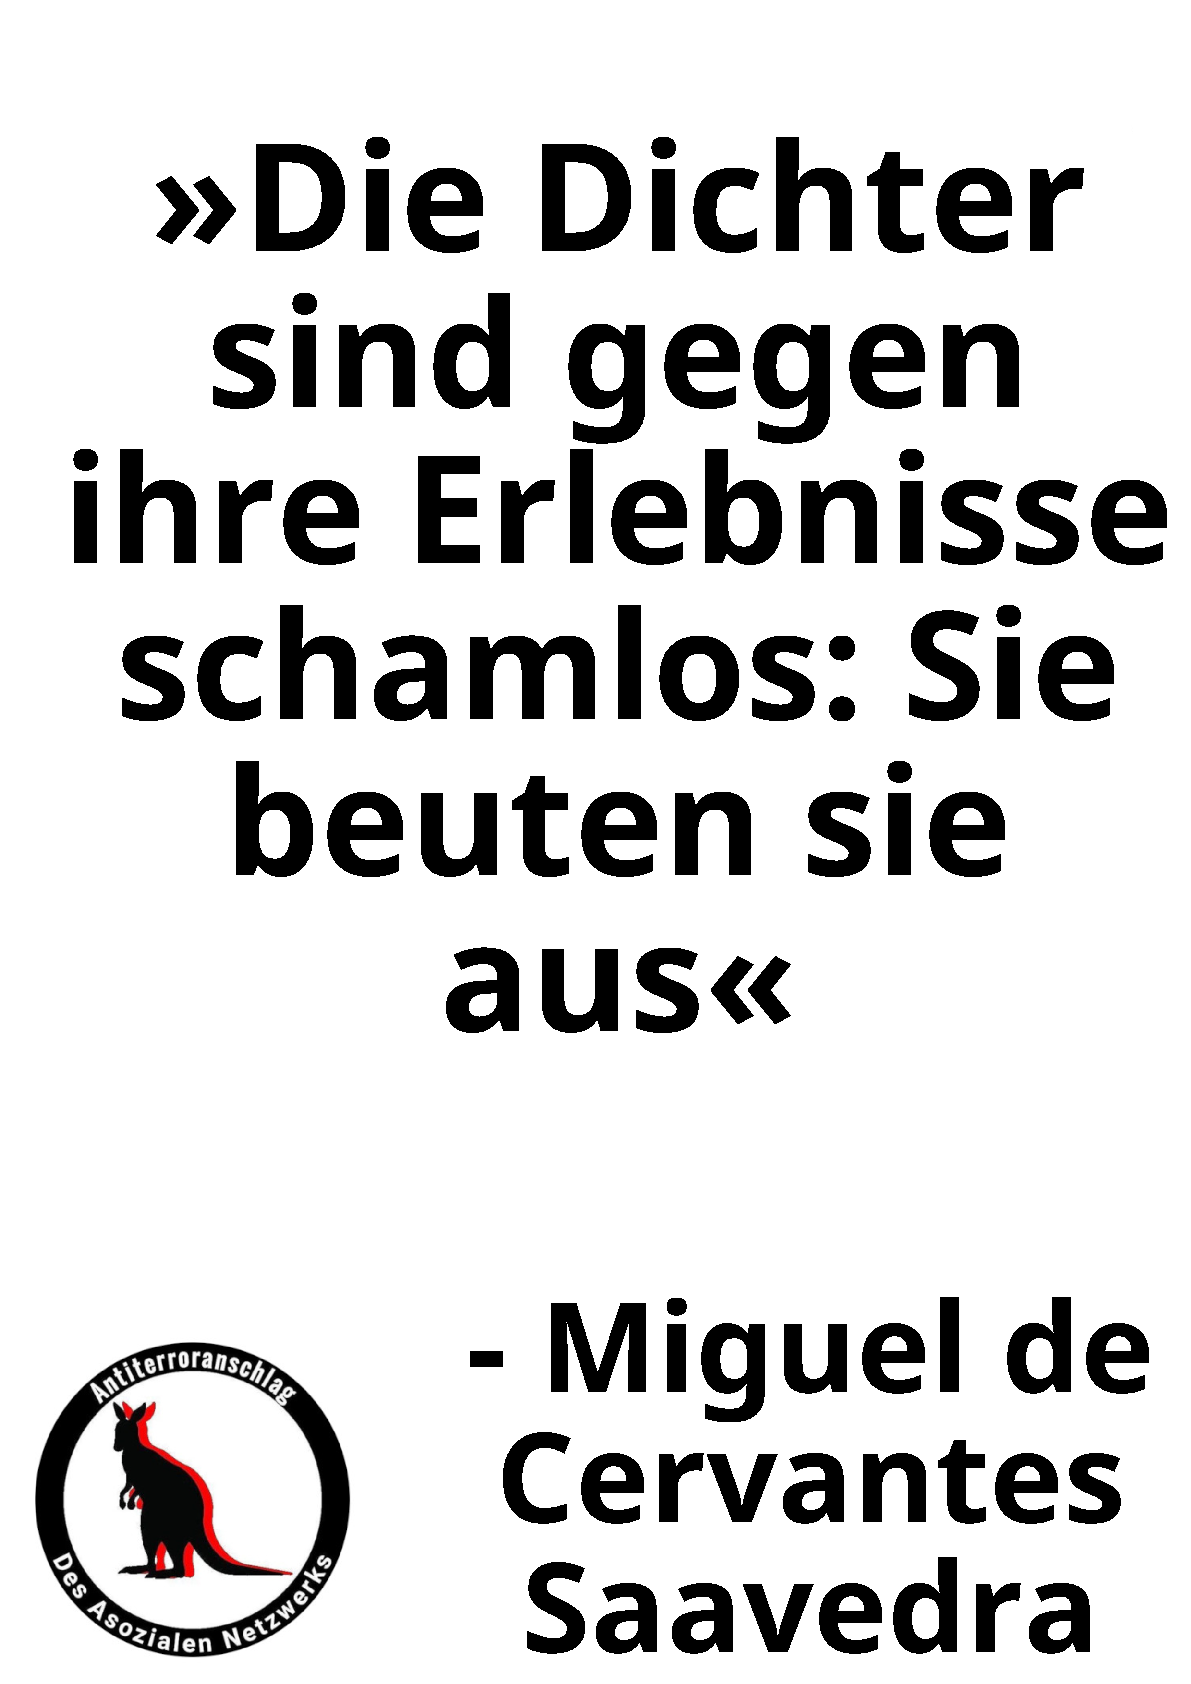 »Die Dichter
sind gegen
ihre Erlebnisse
schamlos: Sie
beuten sie
aus«
- Miguel de
Cervantes
Saavedra
Antiterroranschlag
Des Asozialen Netzwerks